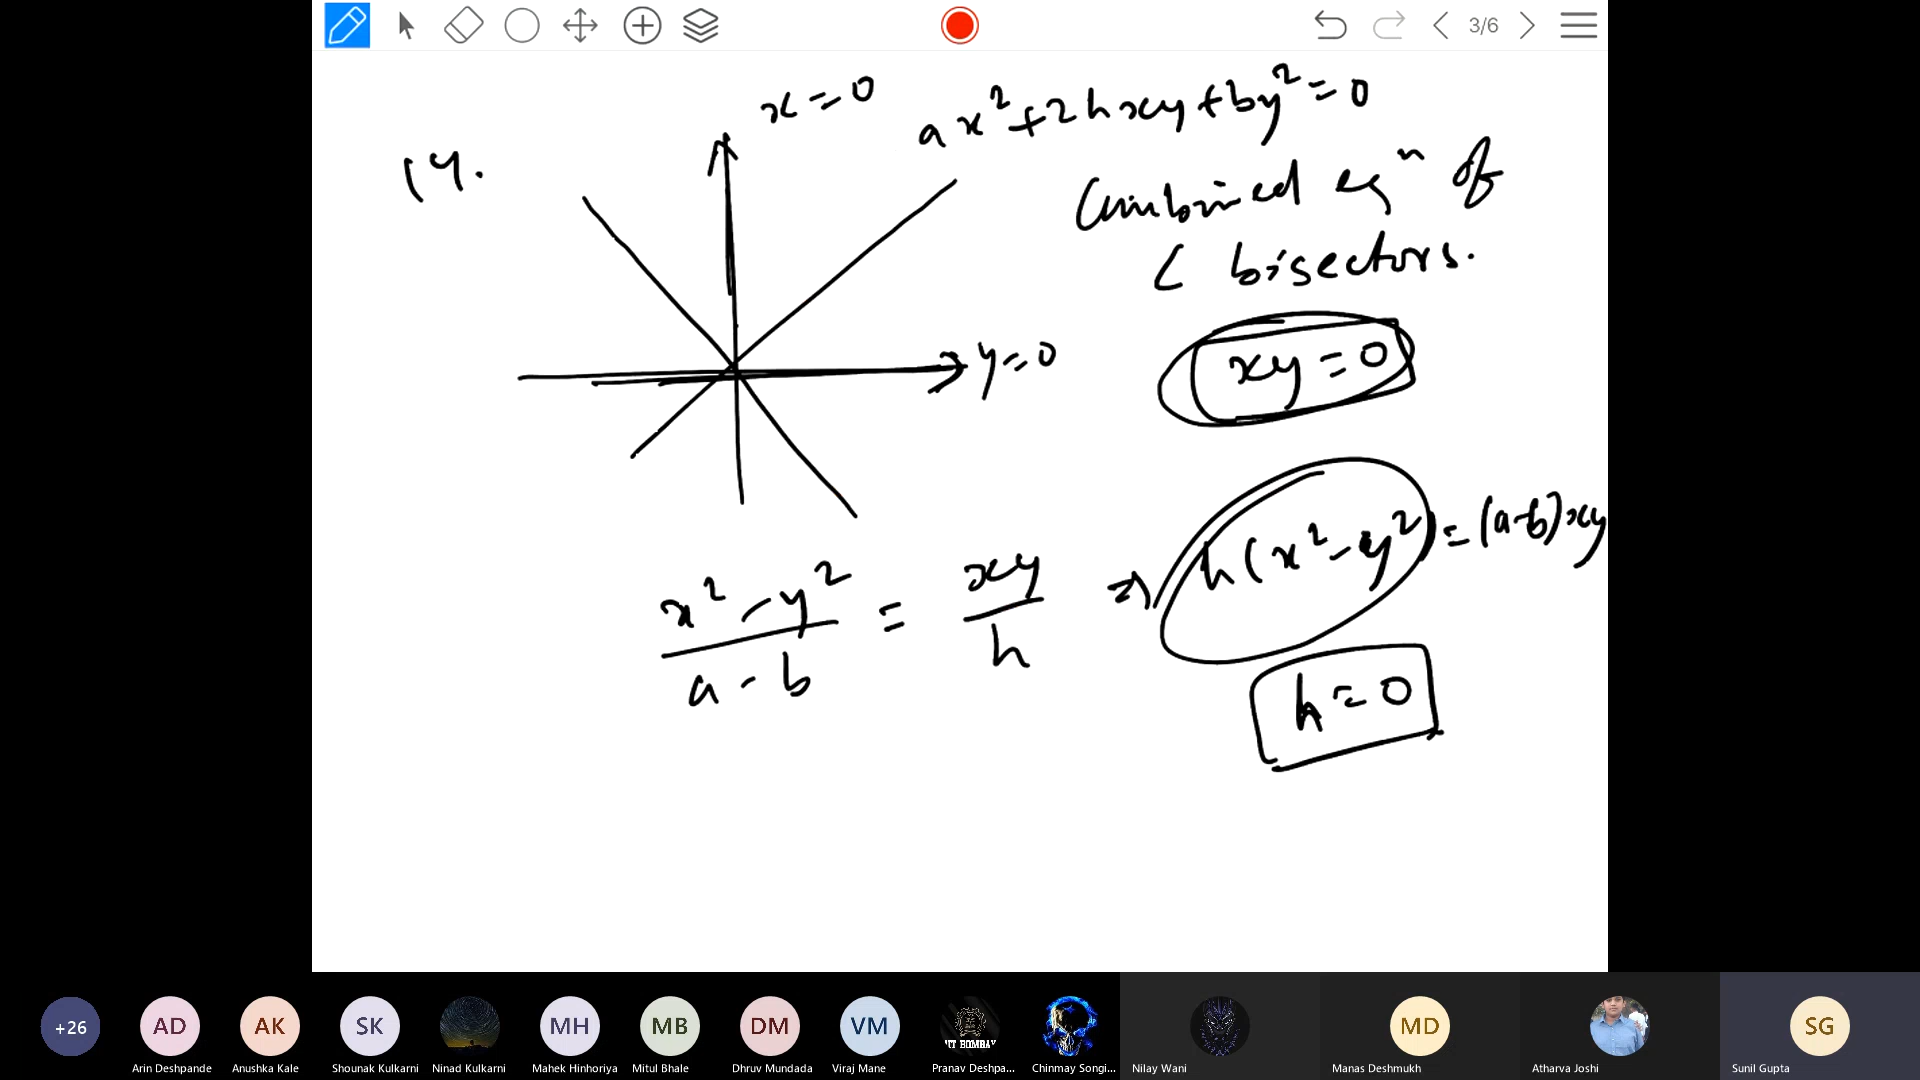 3/6
x=0
ax²+2hxy+by²=0
14.
Combined eqⁿ of
∠ bisectors.
y=0
xy=0
x²-y²/a-b = xy/h ⇒ h(x²-y²)=(a-b)xy
h=0
+26
AD
AK
SK
MH
MB
DM
VM
IIT BOMBAY
MD
SG
Arin Deshpande
Anushka Kale
Shounak Kulkarni
Ninad Kulkarni
Mahek Hinhoriya
Mitul Bhale
Dhruv Mundada
Viraj Mane
Pranav Deshpa...
Chinmay Songi...
Nilay Wani
Manas Deshmukh
Atharva Joshi
Sunil Gupta